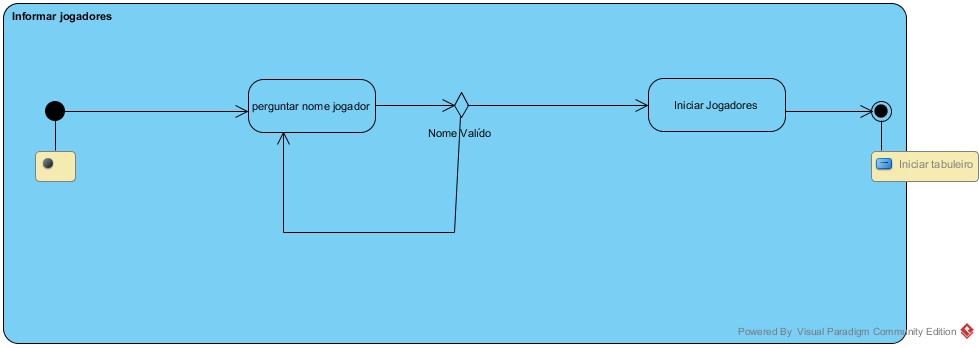 Informar jogadores
perguntar nome jogador
Nome Valído
Iniciar Jogadores
Iniciar tabuleiro
Powered By Visual Paradigm Community Edition